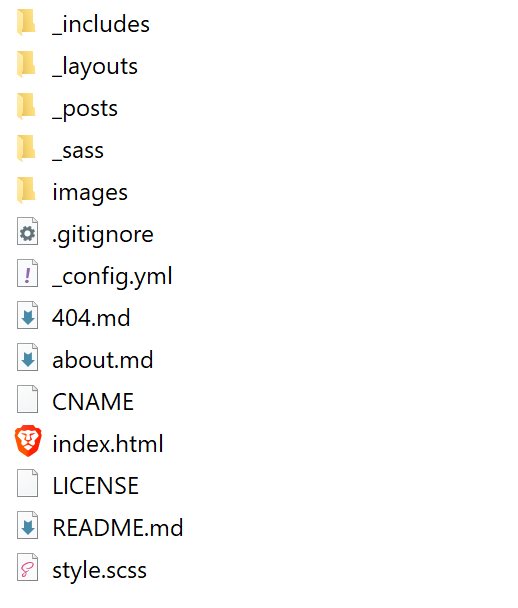 _includes
_layouts
_posts
_sass
images
.gitignore
_config.yml
404.md
about.md
CNAME
index.html
LICENSE
README.md
style.scss